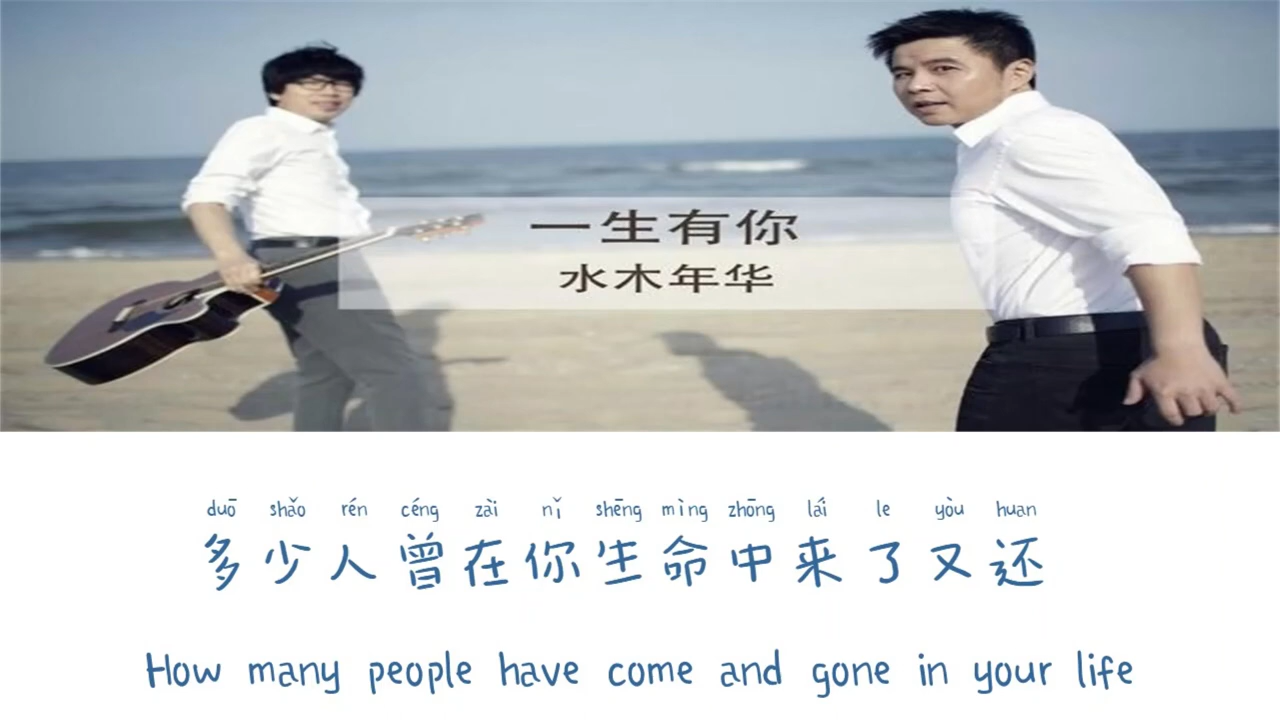 一生有你
水木年华
duō shǎo rén céng zài nǐ shēng mìng zhōng lái le yòu huan
多少人曾在你生命中来了又还
How many people have come and gone in your life